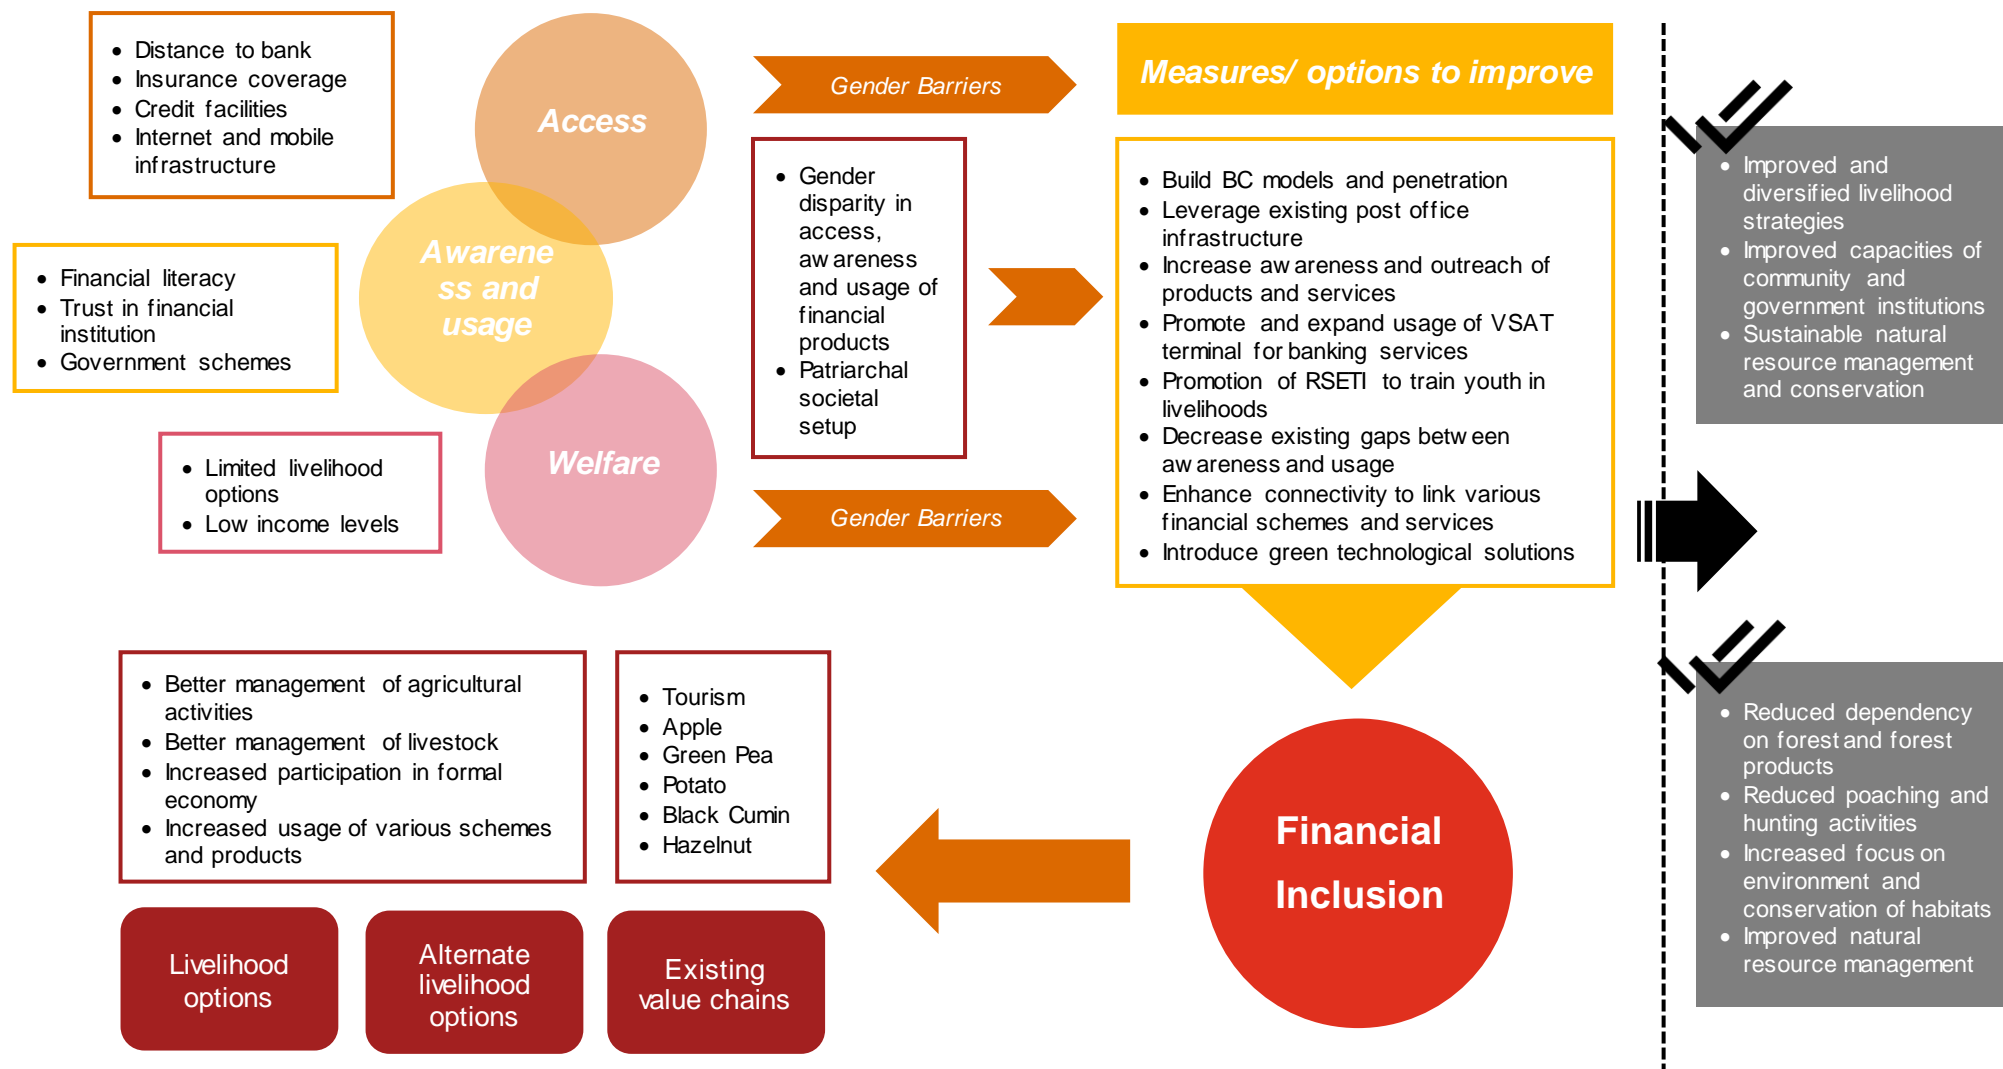 • Distance to bank
• Insurance coverage
• Credit facilities
• Internet and mobile
infrastructure
Access
• Financial literacy
• Trust in financial
institution
• Government schemes
Awarene
ss and
usage
• Limited livelihood
options
• Low income levels
Welfare
Gender Barriers
• Gender
disparity in
access,
awareness
and usage of
financial
products
• Patriarchal
societal
setup
Gender Barriers
Measures/ options to improve
• Build BC models and penetration
• Leverage existing post office
infrastructure
• Increase awareness and outreach of
products and services
• Promote and expand usage of VSAT
terminal for banking services
• Promotion of RSETI to train youth in
livelihoods
• Decrease existing gaps between
awareness and usage
• Enhance connectivity to link various
financial schemes and services
• Introduce green technological solutions
• Improved and
diversified livelihood
strategies
• Improved capacities of
community and
government institutions
• Sustainable natural
resource management
and conservation
• Reduced dependency
on forest and forest
products
• Reduced poaching and
hunting activities
• Increased focus on
environment and
conservation of habitats
• Improved natural
resource management
Financial
Inclusion
• Better management of agricultural
activities
• Better management of livestock
• Increased participation in formal
economy
• Increased usage of various schemes
and products
• Tourism
• Apple
• Green Pea
• Potato
• Black Cumin
• Hazelnut
Livelihood
options
Alternate
livelihood
options
Existing
value chains